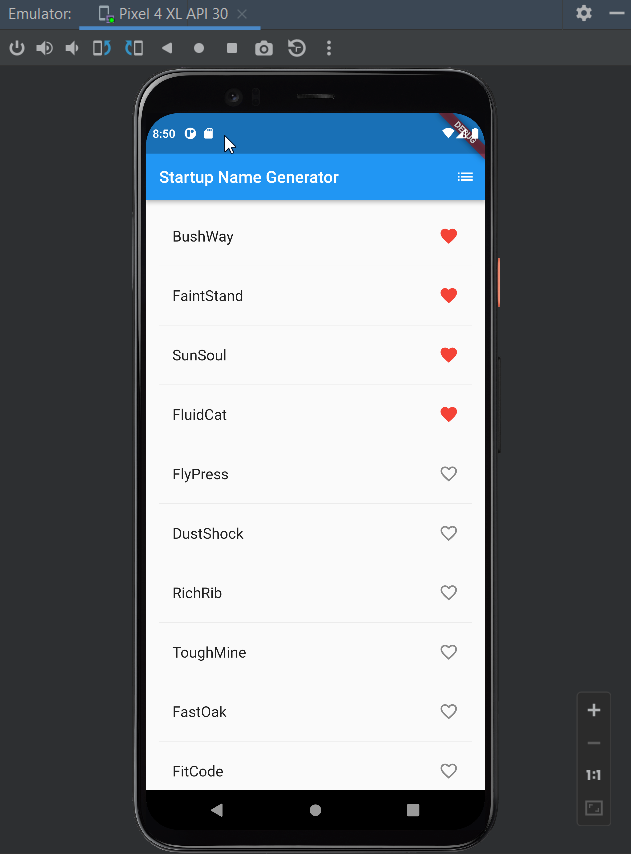 Emulator: Pixel 4 XL API 30
8:50
DEBUG
Startup Name Generator
BushWay
FaintStand
SunSoul
FluidCat
FlyPress
DustShock
RichRib
ToughMine
FastOak
FitCode
1:1